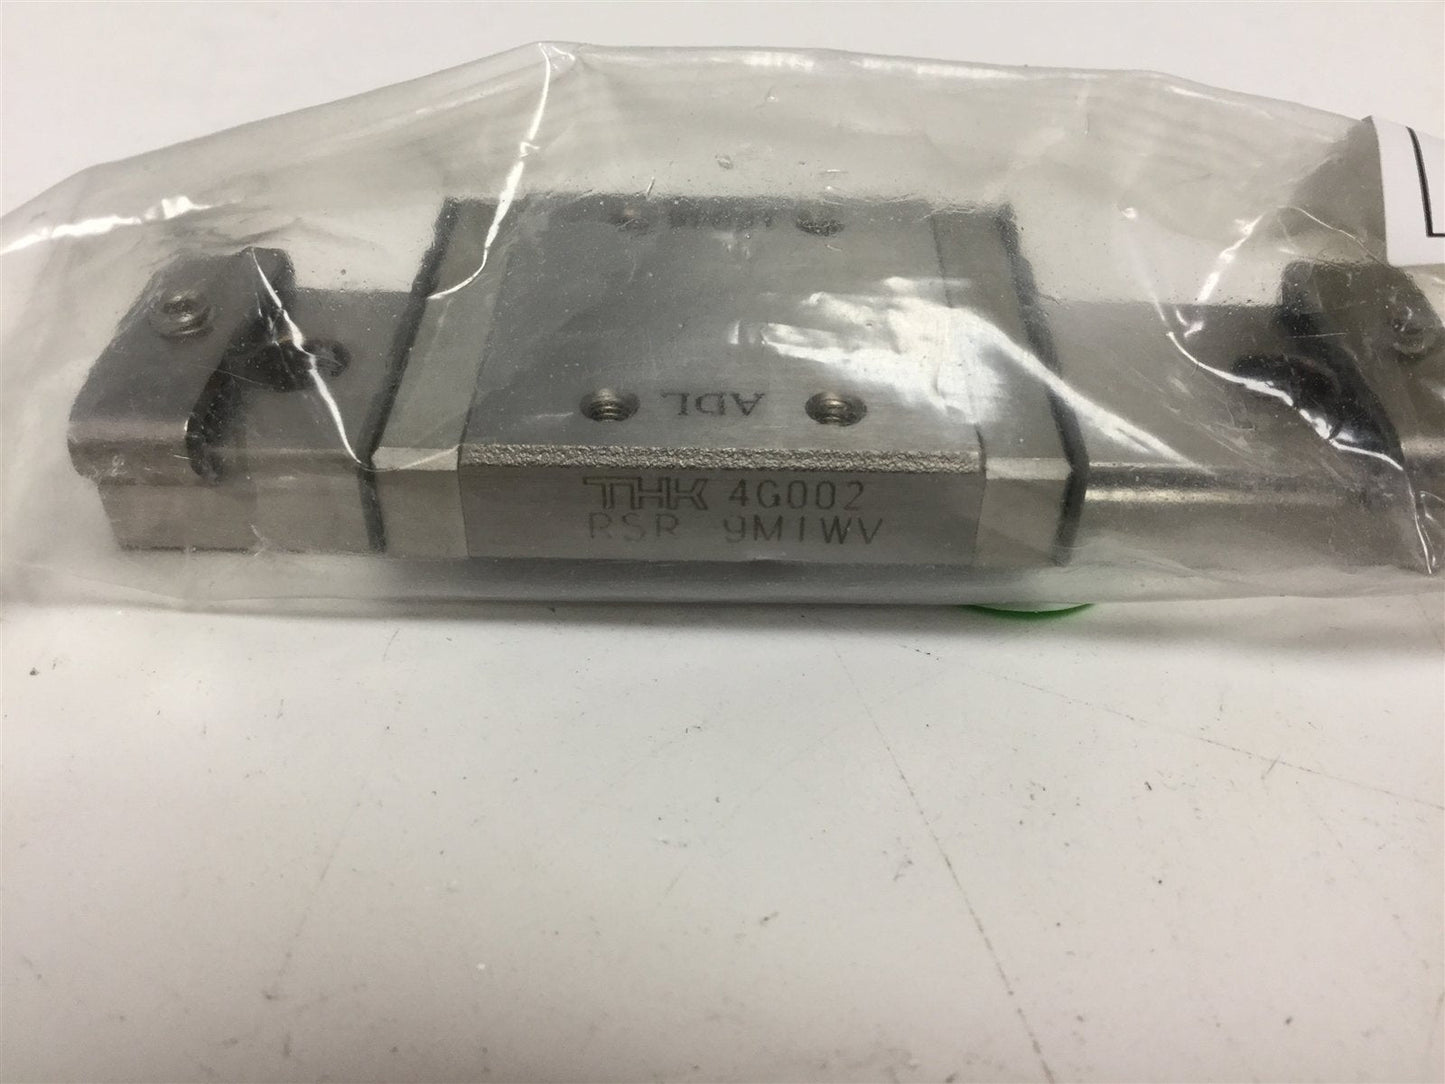 ADL
THK 4G002
RSR 9M1WV